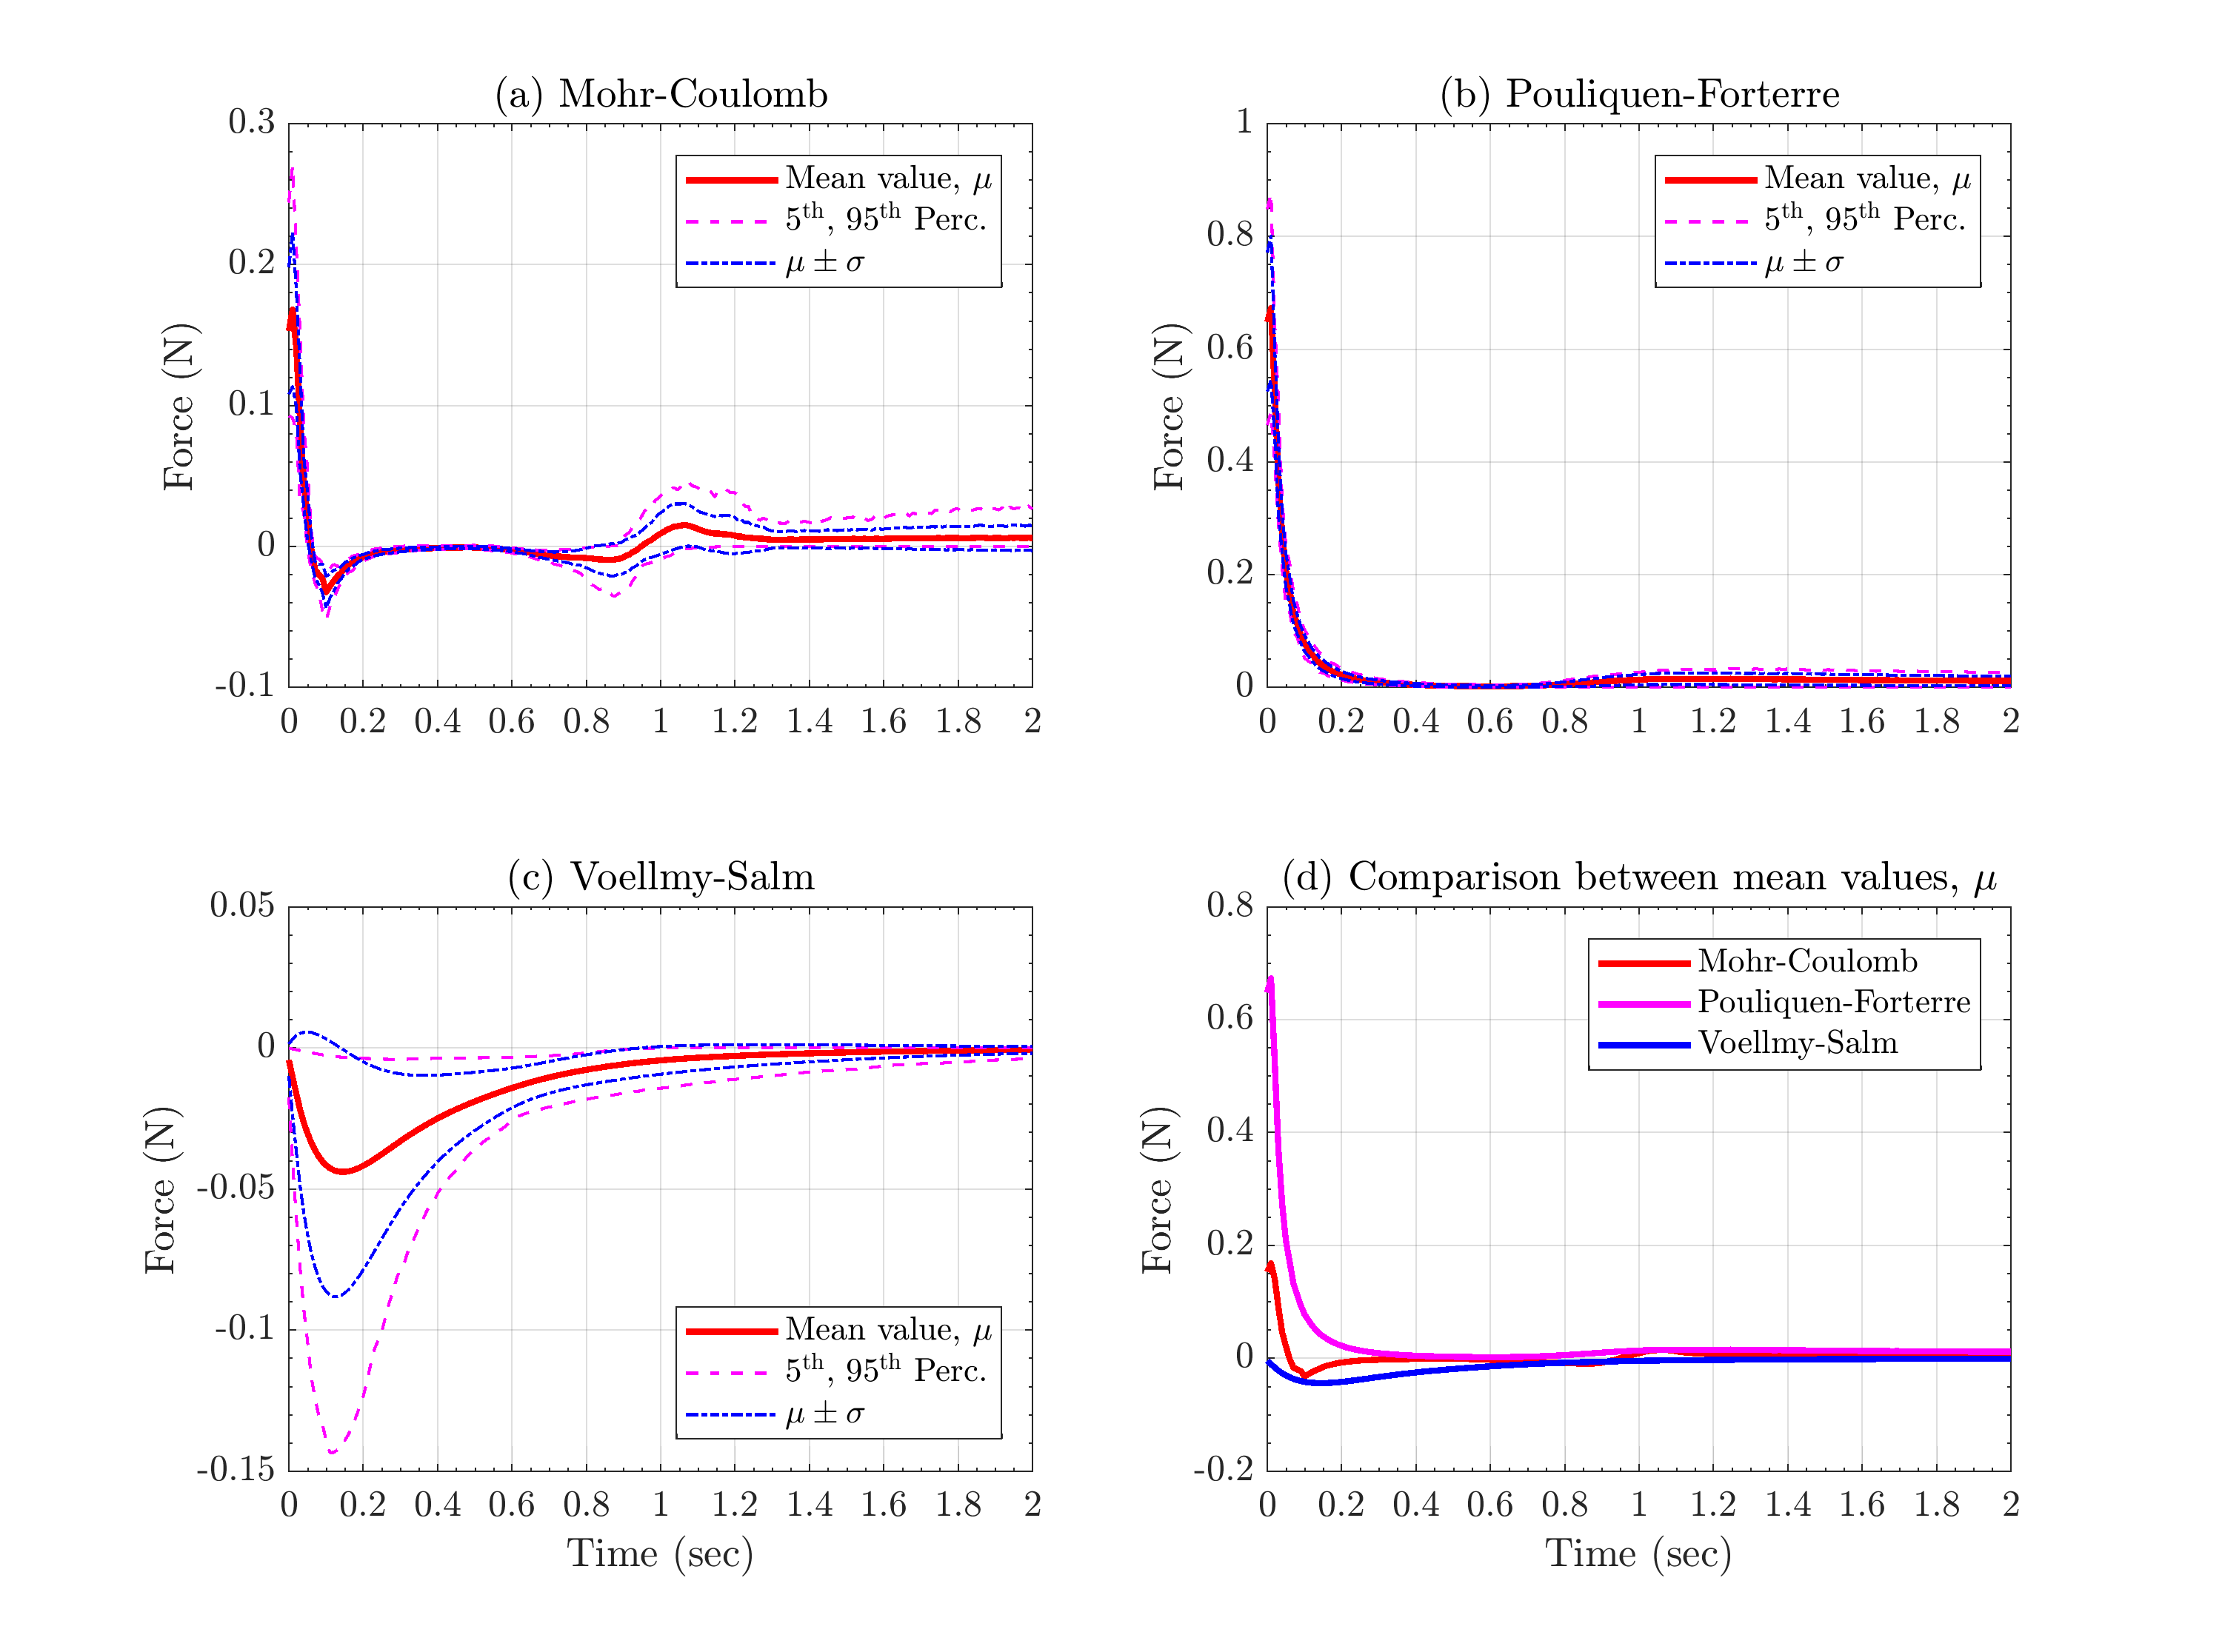 (a) Mohr-Coulomb
0.3
0.2
0.1
0
-0.1
Force (N)
Mean value, μ
5th, 95th Perc.
μ ± σ
0 0.2 0.4 0.6 0.8 1 1.2 1.4 1.6 1.8 2
(b) Pouliquen-Forterre
1
0.8
0.6
0.4
0.2
0
Force (N)
Mean value, μ
5th, 95th Perc.
μ ± σ
0 0.2 0.4 0.6 0.8 1 1.2 1.4 1.6 1.8 2
(c) Voellmy-Salm
0.05
0
-0.05
-0.1
-0.15
Force (N)
Mean value, μ
5th, 95th Perc.
μ ± σ
0 0.2 0.4 0.6 0.8 1 1.2 1.4 1.6 1.8 2
Time (sec)
(d) Comparison between mean values, μ
0.8
0.6
0.4
0.2
0
-0.2
Force (N)
Mohr-Coulomb
Pouliquen-Forterre
Voellmy-Salm
0 0.2 0.4 0.6 0.8 1 1.2 1.4 1.6 1.8 2
Time (sec)